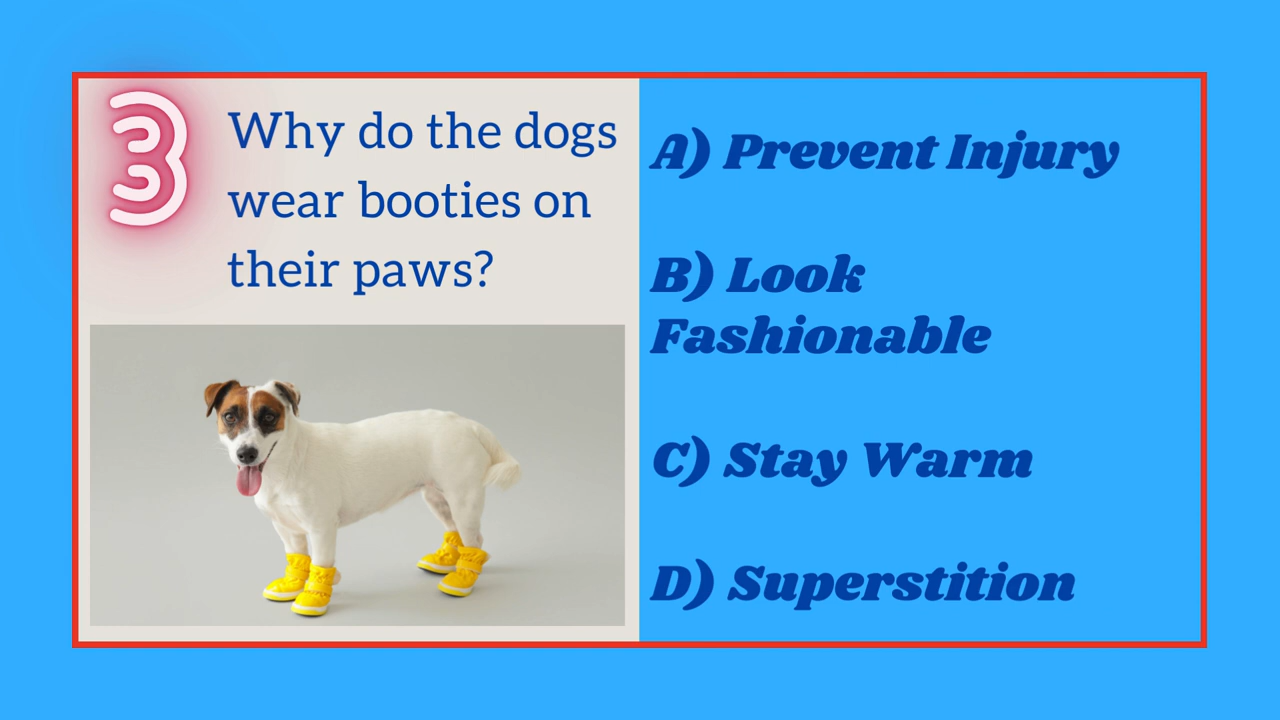 3
Why do the dogs
wear booties on
their paws?
A) Prevent Injury
B) Look
Fashionable
C) Stay Warm
D) Superstition